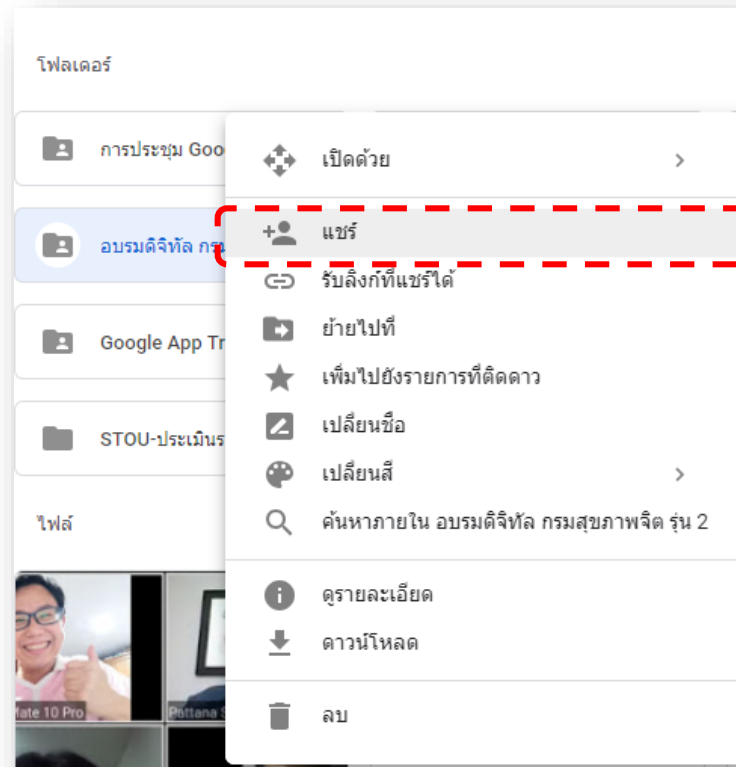 โฟลเดอร์
การประชุม Goo
เปิดด้วย
อบรมดิจิทัล กรม
แชร์
รับลิงก์ที่แชร์ได้
Google App Tr
ย้ายไปที่
เพิ่มไปยังรายการที่ติดดาว
STOU-ประเมินร
เปลี่ยนชื่อ
เปลี่ยนสี
ไฟล์
ค้นหาภายใน อบรมดิจิทัล กรมสุขภาพจิต รุ่น 2
ดูรายละเอียด
ดาวน์โหลด
ลบ
Mate 10 Pro
Pattana S